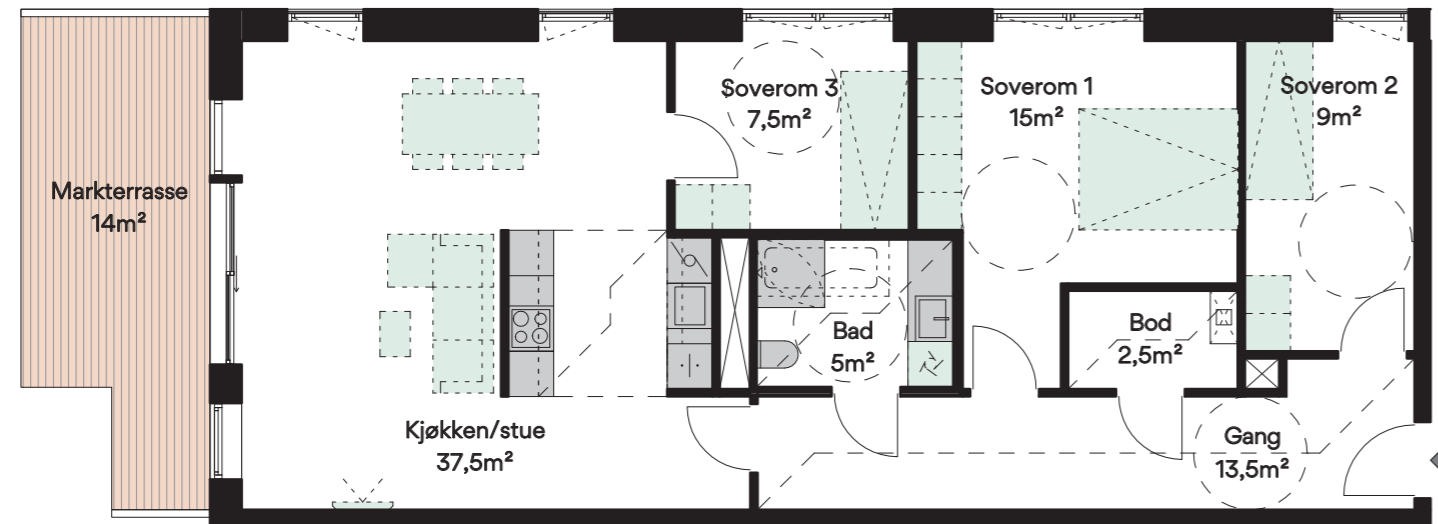 Markterrasse
14m²
Kjøkken/stue
37,5m²
Soverom 3
7,5m²
Soverom 1
15m²
Soverom 2
9m²
Bad
5m²
Bod
2,5m²
Gang
13,5m²